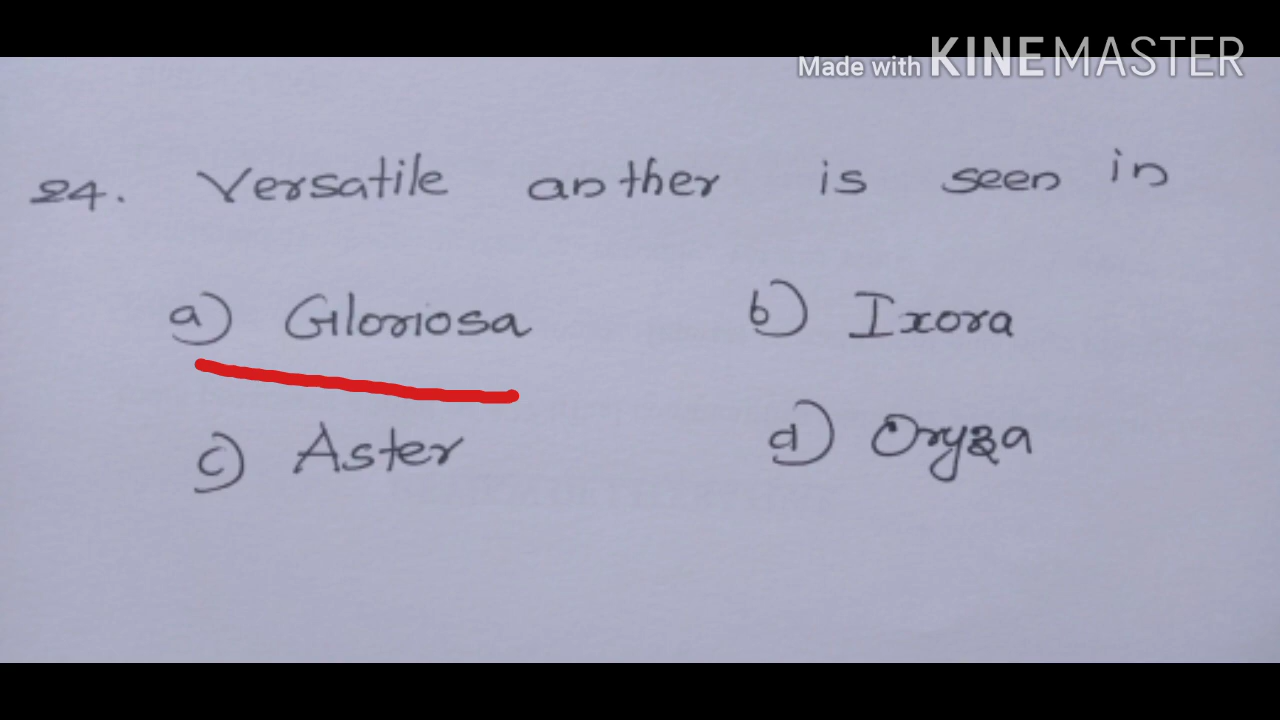 Made with KINEMASTER
24. Versatile anther is seen in
a) Gloriosa b) Ixora
c) Aster d) Oryza